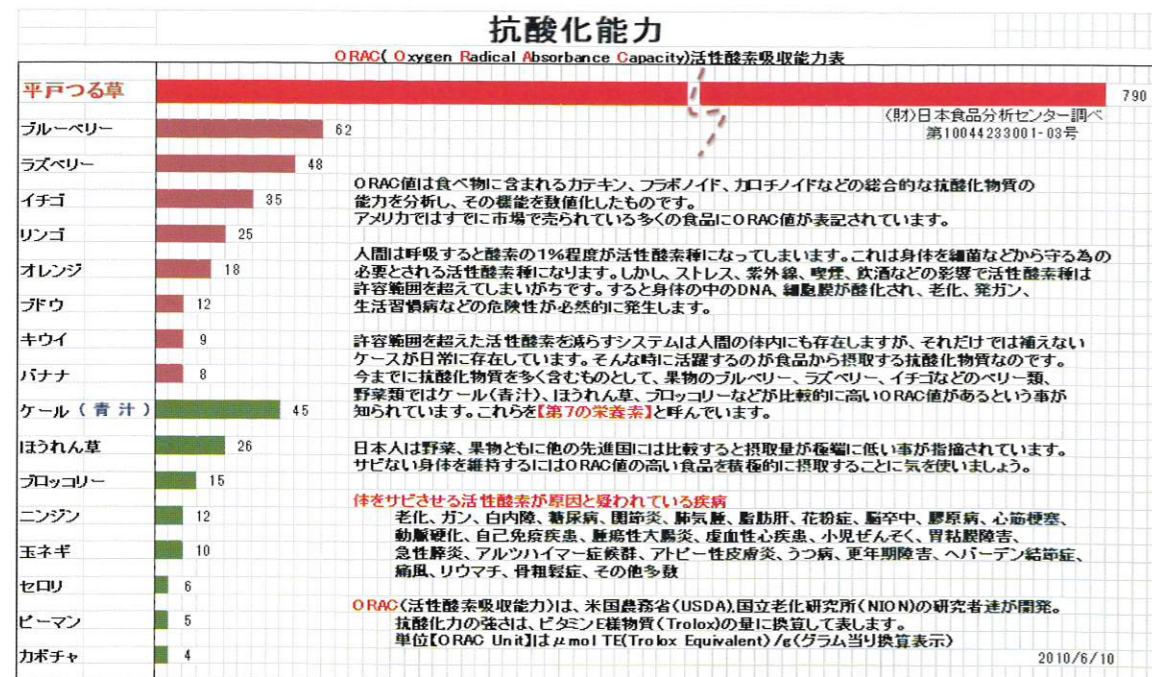 抗酸化能力
ORAC( Oxygen Radical Absorbance Capacity)活性酸素吸収能力表
平戸つる草 790
(財)日本食品分析センター調べ
第10044233001-03号
ブルーベリー 62
ラズベリー 48
イチゴ 35
リンゴ 25
オレンジ 18
ブドウ 12
キウイ 9
バナナ 8
ケール(青汁) 45
ほうれん草 26
ブロッコリー 15
ニンジン 12
玉ネギ 10
セロリ 6
ピーマン 5
カボチャ 4
ORAC値は食べ物に含まれるカテキン、フラボノイド、カロチノイドなどの総合的な抗酸化物質の
能力を分析し、その機能を数値化したものです。
アメリカではすでに市場で売られている多くの食品にORAC値が表記されています。
人間は呼吸すると酸素の1%程度が活性酸素種になってしまいます。これは身体を細菌などから守る為の
必要とされる活性酸素種になります。しかし、ストレス、紫外線、喫煙、飲酒などの影響で活性酸素種は
許容範囲を超えてしまいがちです。すると身体の中のDNA、細胞膜が酸化され、老化、発ガン、
生活習慣病などの危険性が必然的に発生します。
許容範囲を超えた活性酸素を減らすシステムは人間の体内にも存在しますが、それだけでは補えない
ケースが日常に存在しています。そんな時に活躍するのが食品から摂取する抗酸化物質なのです。
今までに抗酸化物質を多く含むものとして、果物のブルベリー、ラズベリー、イチゴなどのベリー類、
野菜類ではケール(青汁)、ほうれん草、ブロッコリーなどが比較的に高いORAC値があるという事が
知られています。これらを【第7の栄養素】と呼んでいます。
日本人は野菜、果物ともに他の先進国には比較すると摂取量が極端に低い事が指摘されています。
サビない身体を維持するにはORAC値の高い食品を積極的に摂取することに気を使いましょう。
体をサビさせる活性酸素が原因と疑われている疾病
老化、ガン、白内障、糖尿病、関節炎、肺気腫、脂肪肝、花粉症、脳卒中、膠原病、心筋梗塞、
動脈硬化、自己免疫疾患、腫瘍性大腸炎、虚血性心疾患、小児ぜんそく、胃粘膜障害、
急性膵炎、アルツハイマー症候群、アトピー性皮膚炎、うつ病、更年期障害、ヘバーデン結節症、
痛風、リウマチ、骨粗鬆症、その他多数
ORAC(活性酸素吸収能力)は、米国農務省(USDA),国立老化研究所(NION)の研究者達が開発。
抗酸化力の強さは、ビタミンE様物質(Trolox)の量に換算して表します。
単位【ORAC Unit】はμmol TE(Trolox Equivalent) /g(グラム当り換算表示)
2010/6/10